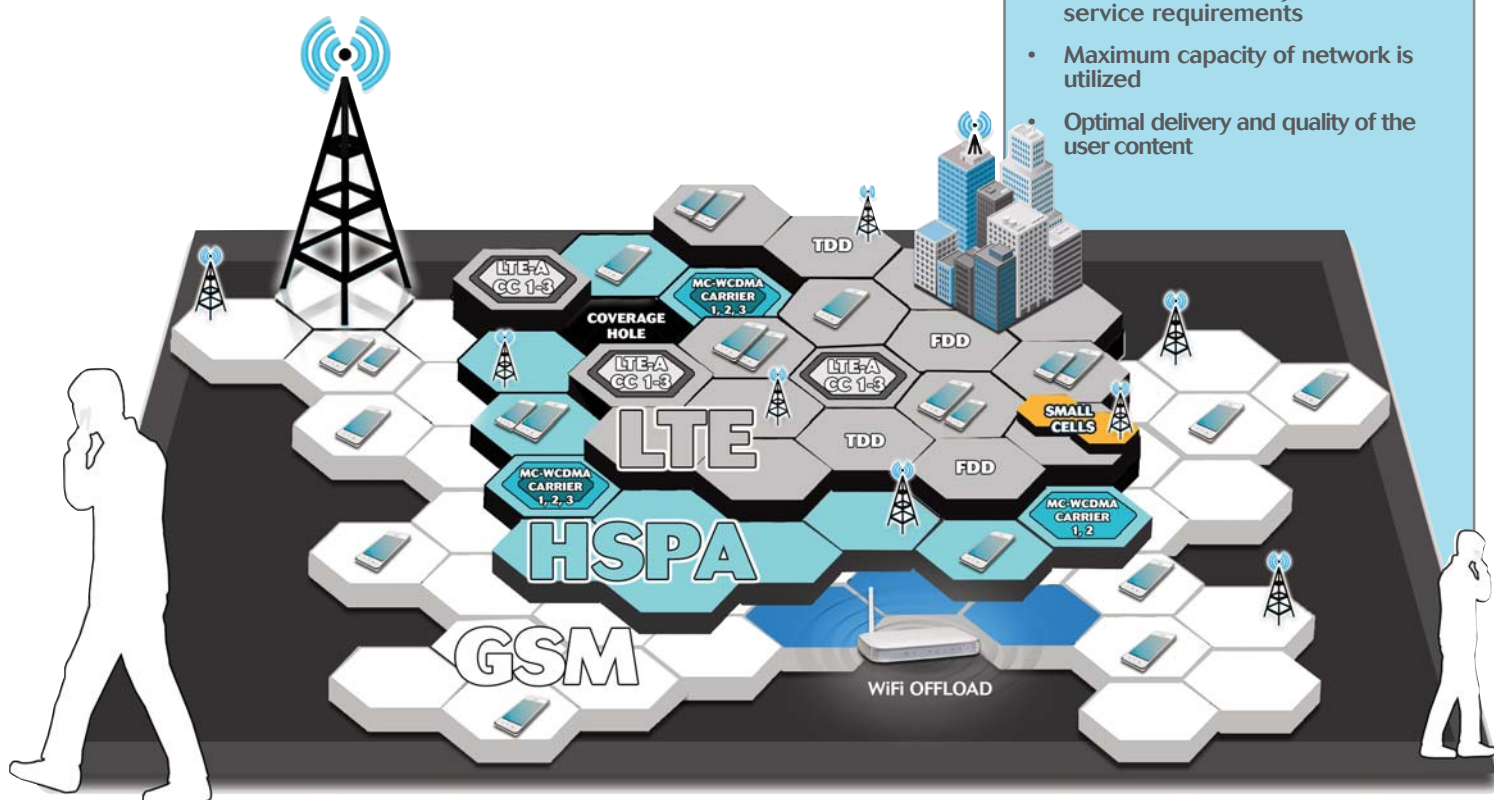 service requirements
• Maximum capacity of network is
utilized
• Optimal delivery and quality of the
user content
TDD
LTE-A
CC 1-3
MC-WCDMA
CARRIER
1, 2, 3
COVERAGE
HOLE
FDD
LTE-A
CC 1-3
LTE-A
CC 1-3
SMALL
CELLS
LTE
TDD
FDD
MC-WCDMA
CARRIER
1, 2, 3
MC-WCDMA
CARRIER
1, 2
HSPA
GSM
WiFi OFFLOAD